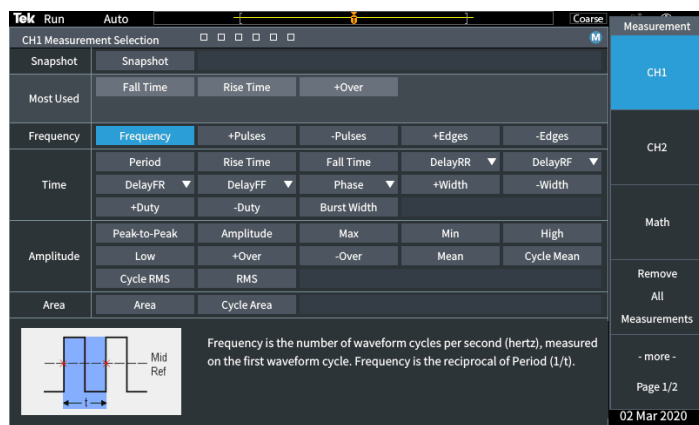 Tek Run Auto Coarse
Measurement
CH1 Measurement Selection M
Snapshot Snapshot
CH1
Most Used Fall Time Rise Time +Over
Frequency Frequency +Pulses -Pulses +Edges -Edges
CH2
Time Period Rise Time Fall Time DelayRR DelayRF
DelayFR DelayFF Phase +Width -Width
+Duty -Duty Burst Width
Math
Amplitude Peak-to-Peak Amplitude Max Min High
Low +Over -Over Mean Cycle Mean
Cycle RMS RMS
Remove
All
Measurements
Area Area Cycle Area
Mid
Ref
t
Frequency is the number of waveform cycles per second (hertz), measured
on the first waveform cycle. Frequency is the reciprocal of Period (1/t).
- more -
Page 1/2
02 Mar 2020